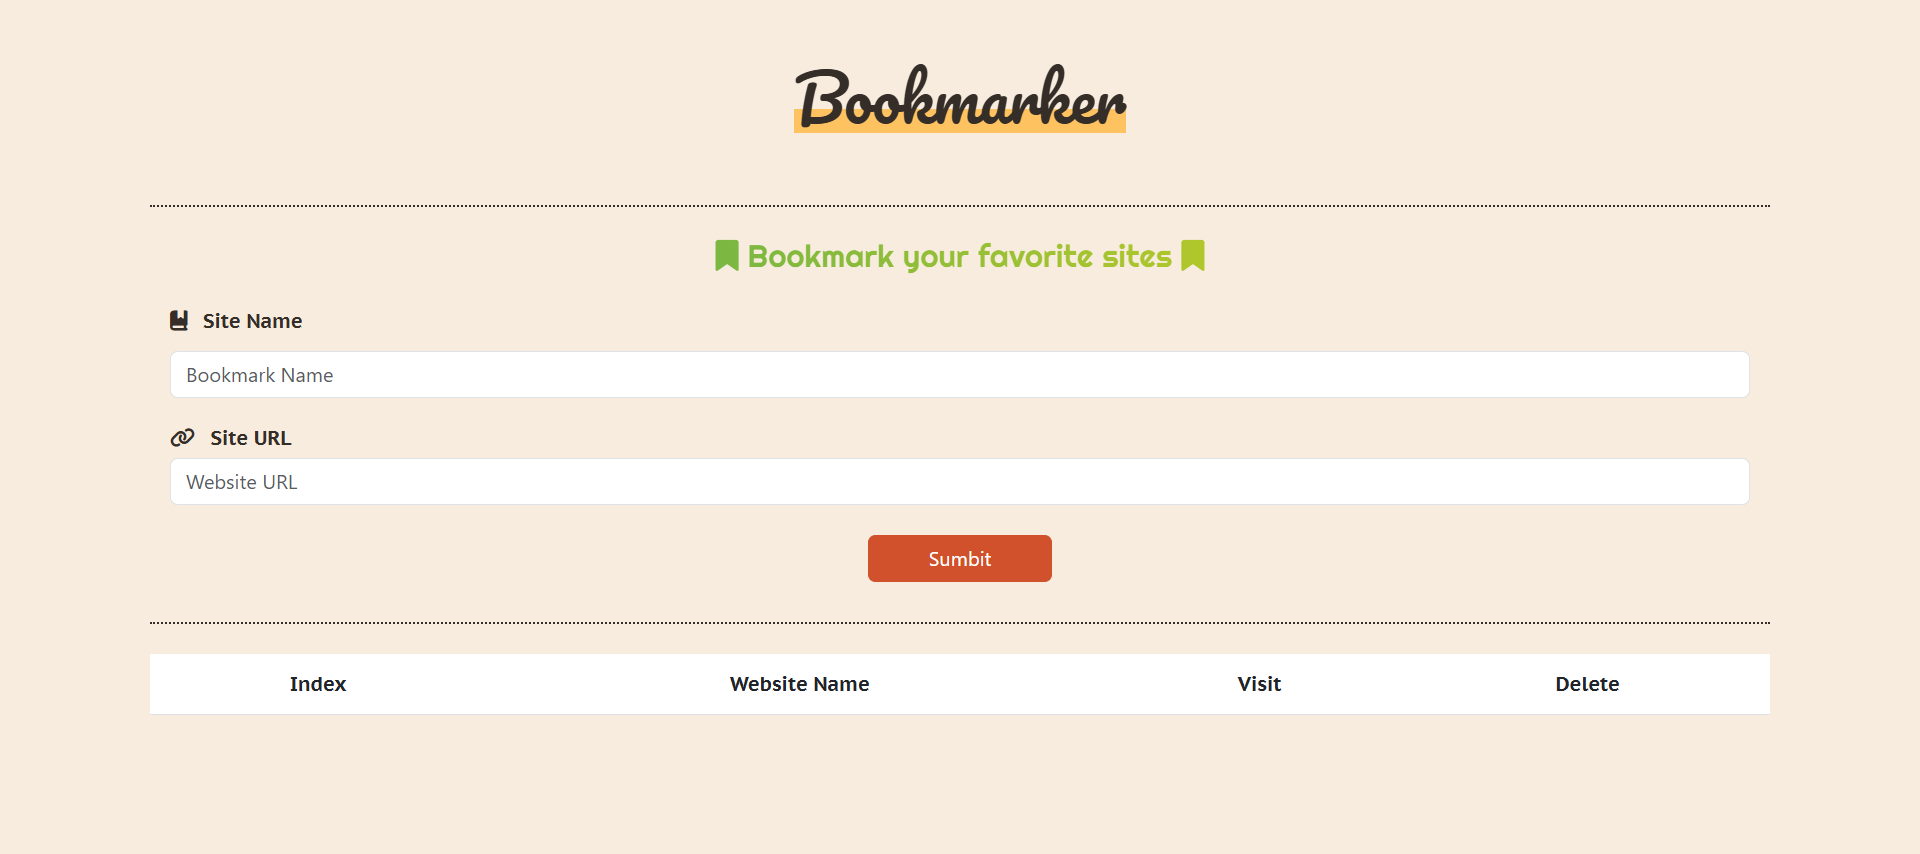 Bookmarker
Bookmark your favorite sites
Site Name
Bookmark Name
Site URL
Website URL
Sumbit
Index Website Name Visit Delete